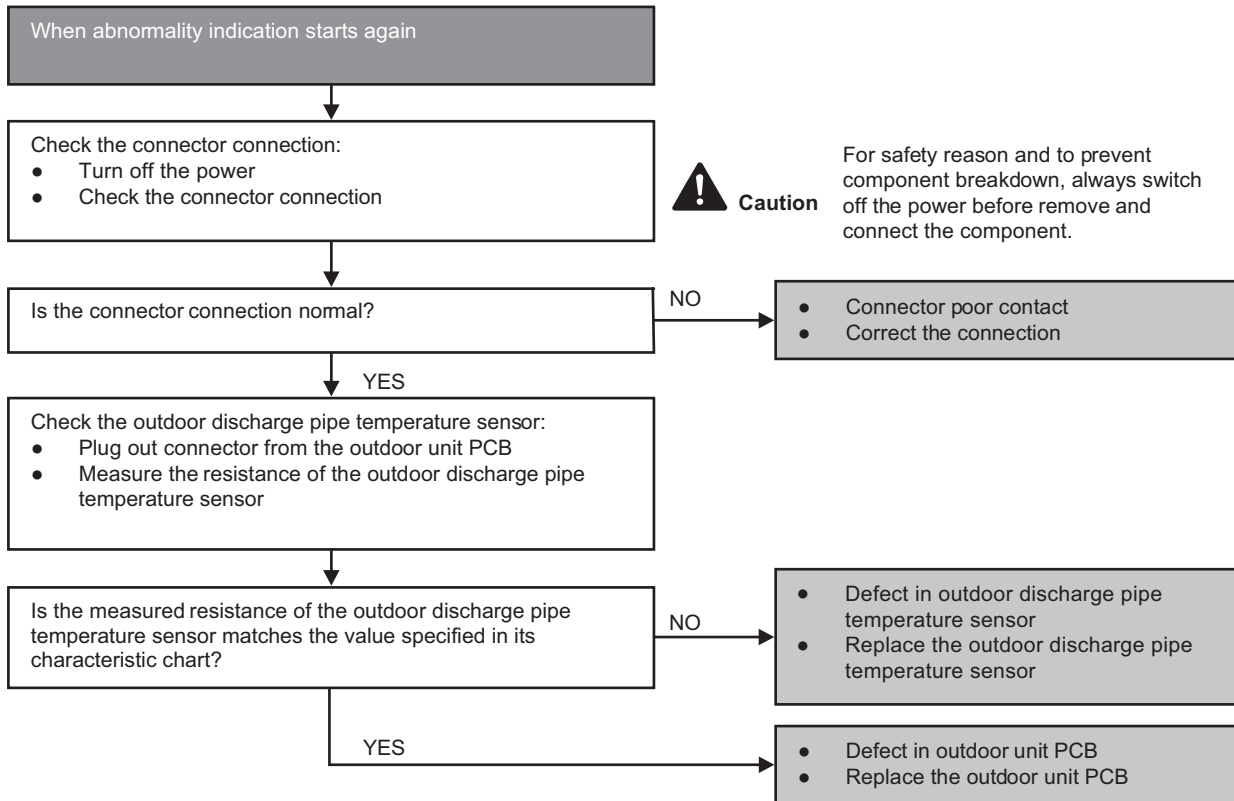 When abnormality indication starts again
Check the connector connection:
● Turn off the power
● Check the connector connection
Caution
For safety reason and to prevent
component breakdown, always switch
off the power before remove and
connect the component.
Is the connector connection normal?
NO
● Connector poor contact
● Correct the connection
YES
Check the outdoor discharge pipe temperature sensor:
● Plug out connector from the outdoor unit PCB
● Measure the resistance of the outdoor discharge pipe
temperature sensor
Is the measured resistance of the outdoor discharge pipe
temperature sensor matches the value specified in its
characteristic chart?
NO
● Defect in outdoor discharge pipe
temperature sensor
● Replace the outdoor discharge pipe
temperature sensor
YES
● Defect in outdoor unit PCB
● Replace the outdoor unit PCB